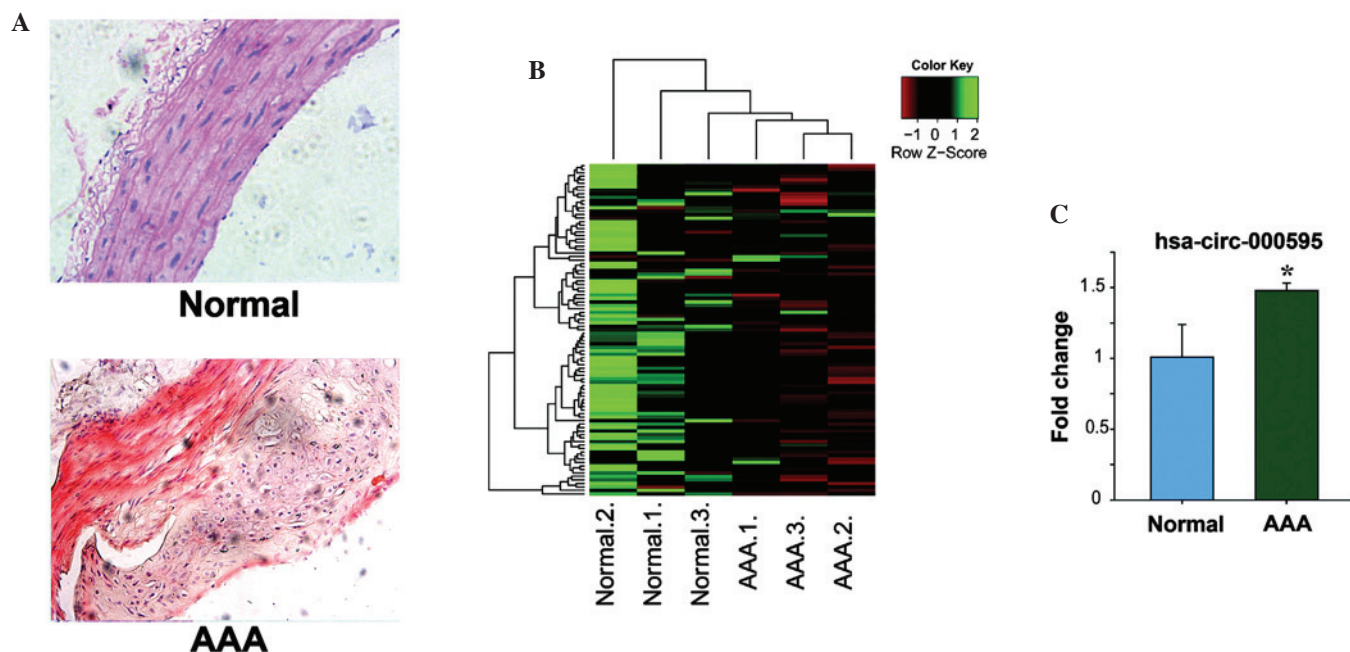 A
Normal
AAA
B
Color Key
−1 0 1 2
Row Z−Score
Normal.2.
Normal.1.
Normal.3.
AAA.1.
AAA.3.
AAA.2.
C
hsa-circ-000595
*
Fold change
1.5
1
0.5
0
Normal
AAA